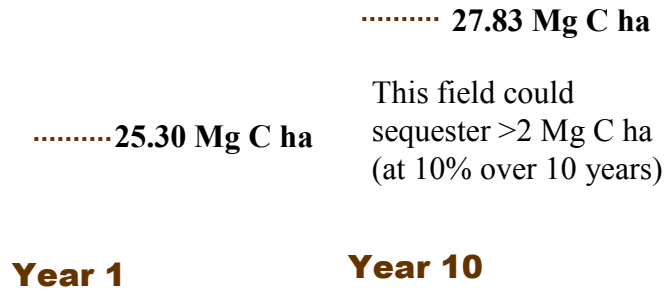 27.83 Mg C ha
This field could
sequester >2 Mg C ha
(at 10% over 10 years)
25.30 Mg C ha
Year 1
Year 10